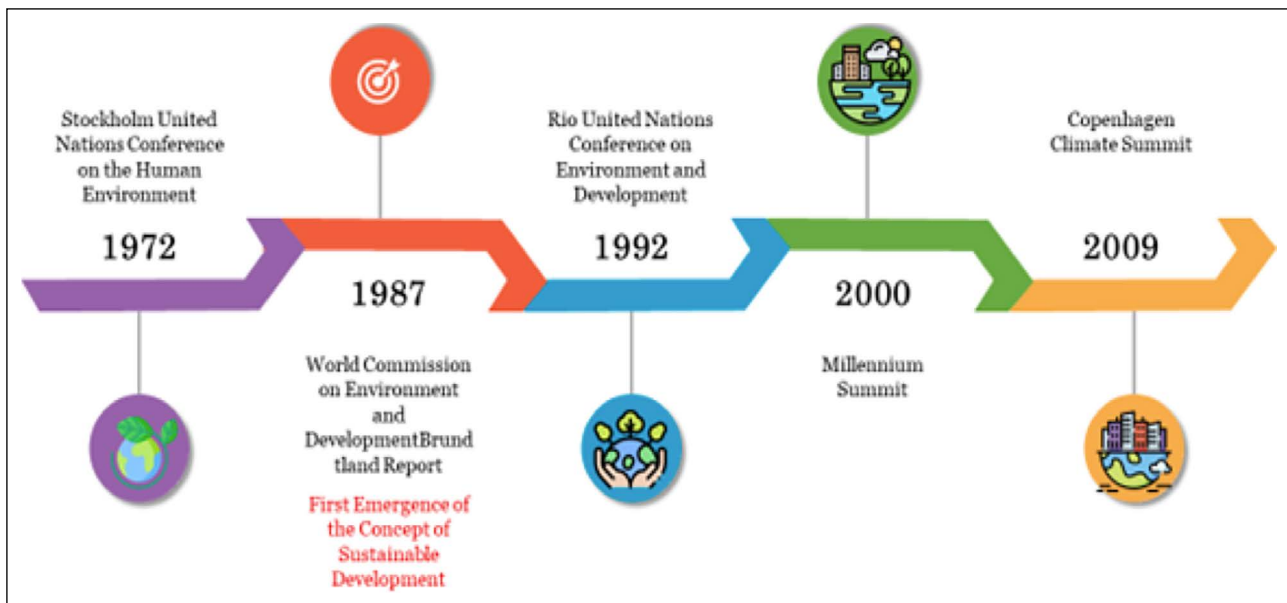 Stockholm United
Nations Conference
on the Human
Environment
1972
1987
World Commission
on Environment
and
DevelopmentBrund
tland Report
First Emergence of
the Concept of
Sustainable
Development
Rio United Nations
Conference on
Environment and
Development
1992
2000
Millennium
Summit
Copenhagen
Climate Summit
2009